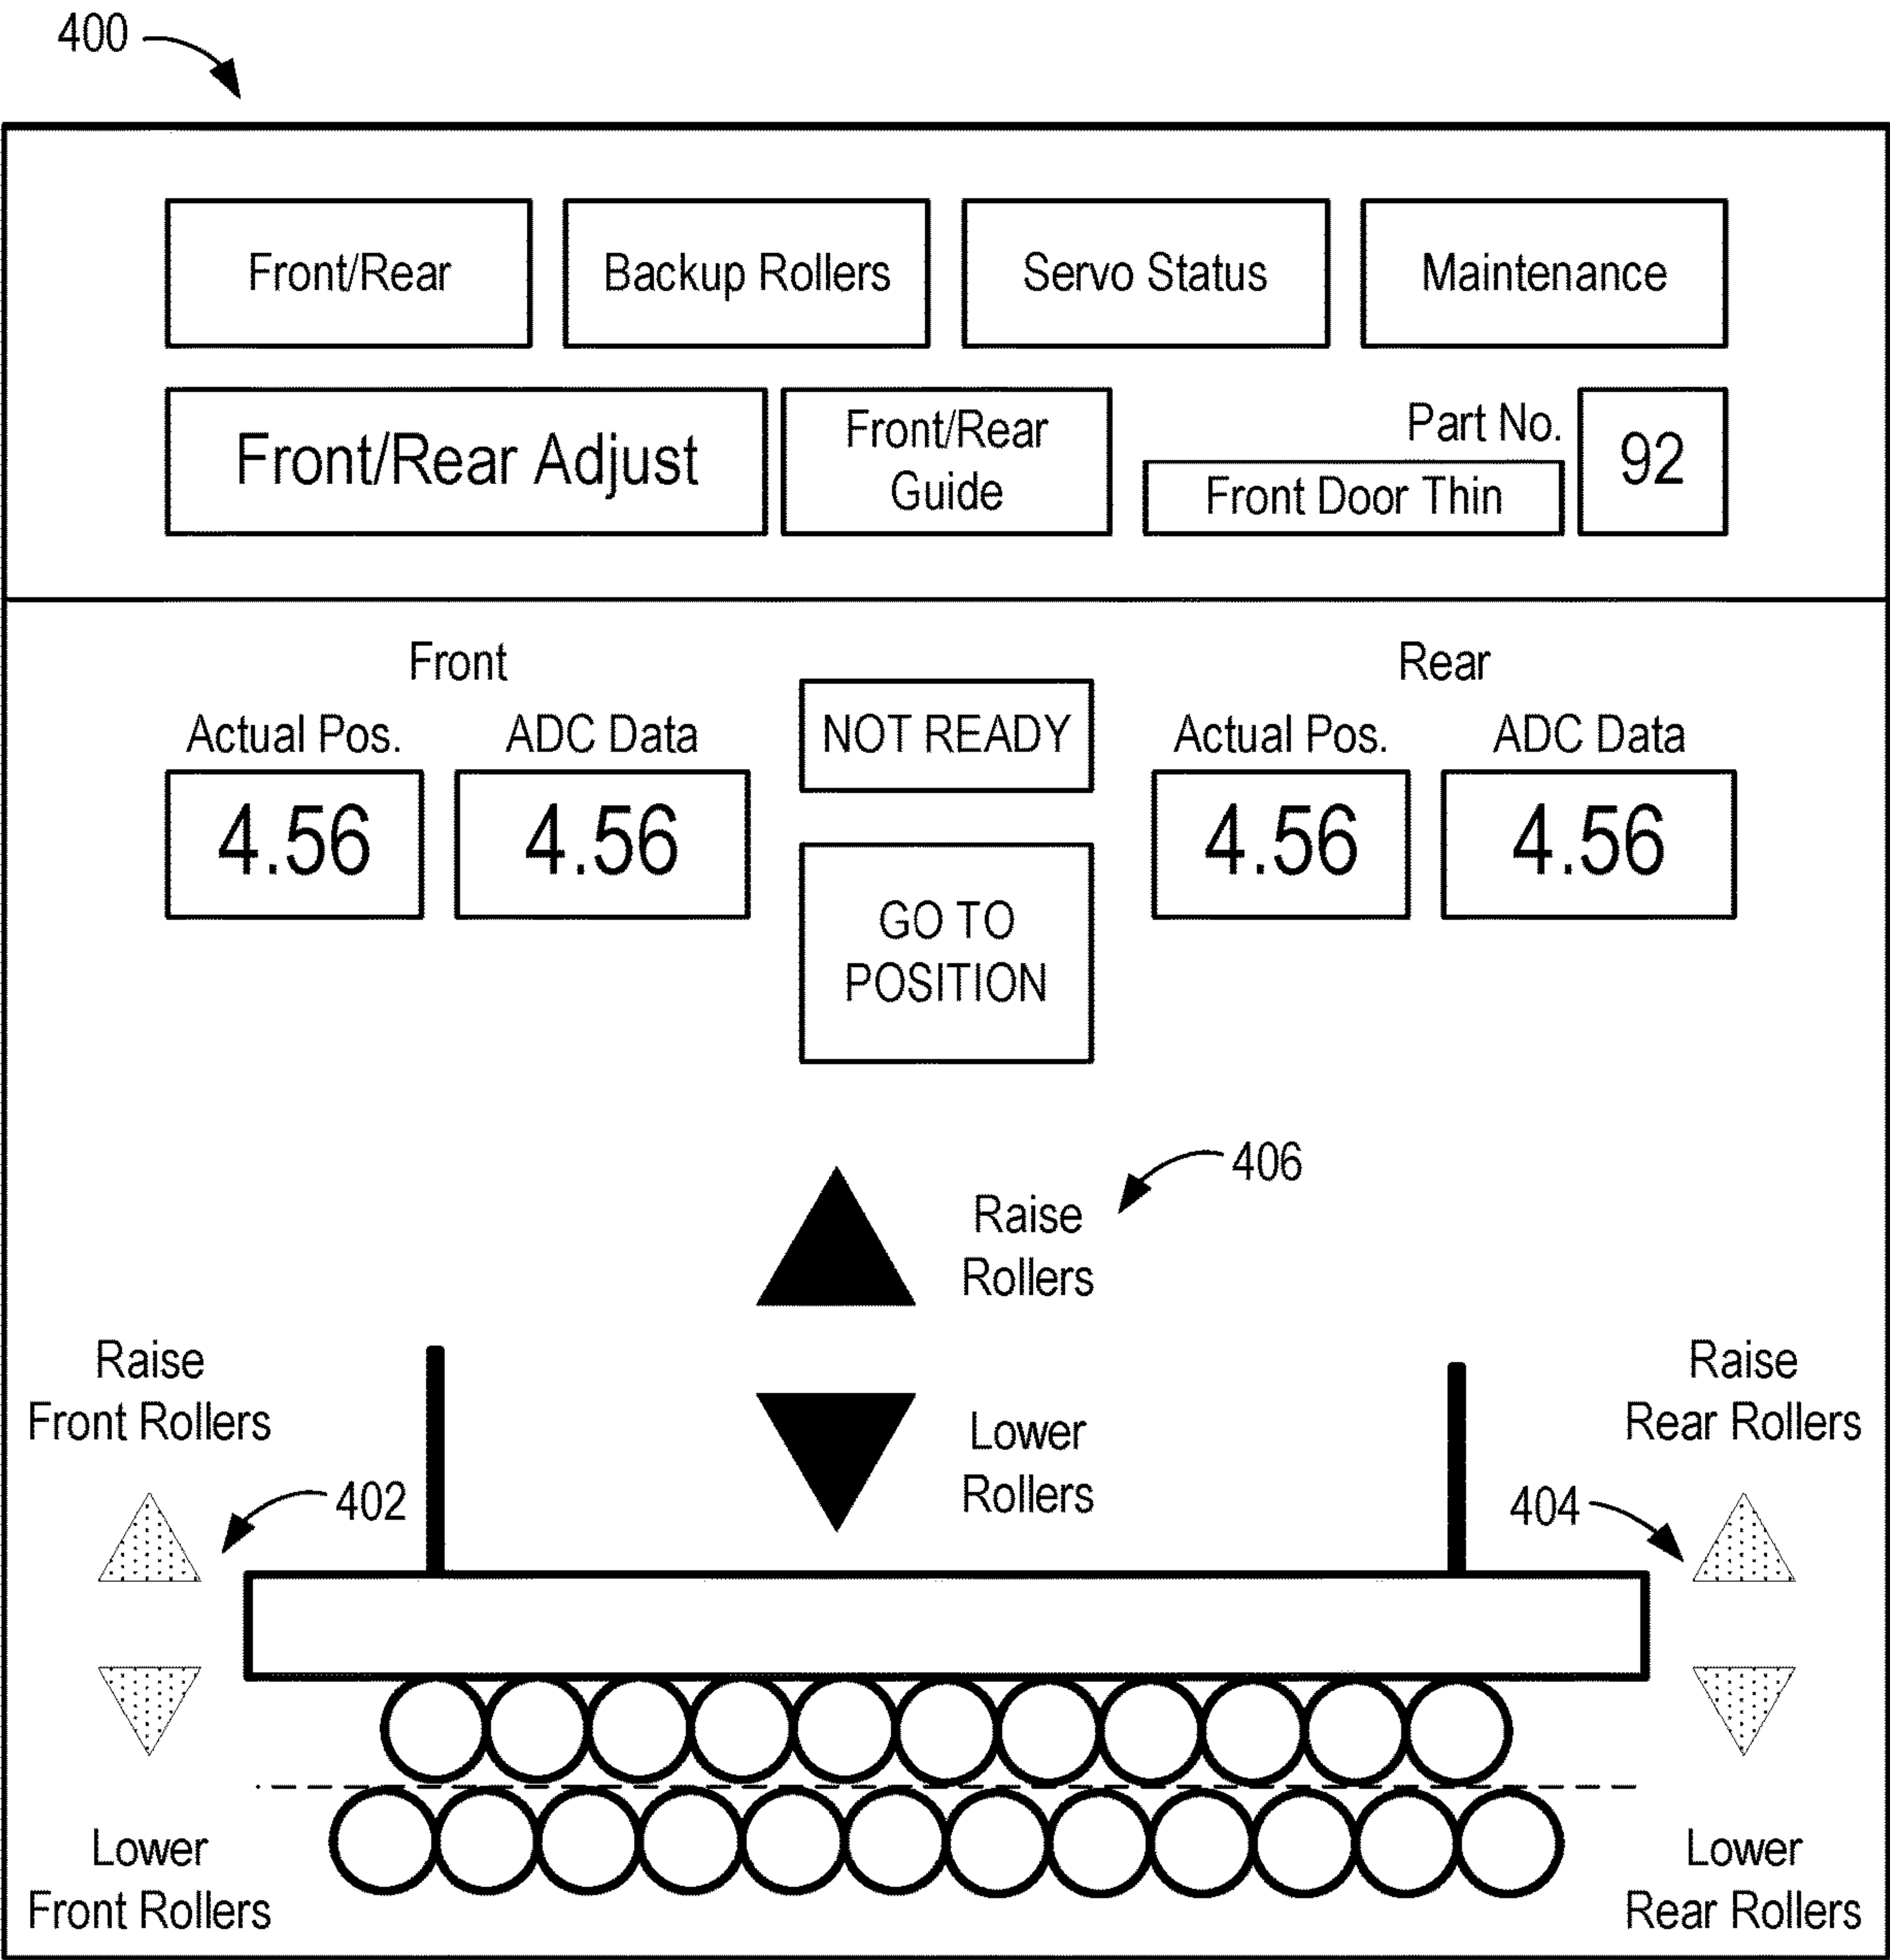 400
Front/Rear
Backup Rollers
Servo Status
Maintenance
Front/Rear Adjust
Front/Rear
Guide
Part No.
Front Door Thin
92
Front
Actual Pos.
ADC Data
4.56
4.56
NOT READY
GO TO
POSITION
Rear
Actual Pos.
ADC Data
4.56
4.56
406
Raise
Rollers
Lower
Rollers
Raise
Front Rollers
402
Lower
Front Rollers
Raise
Rear Rollers
404
Lower
Rear Rollers